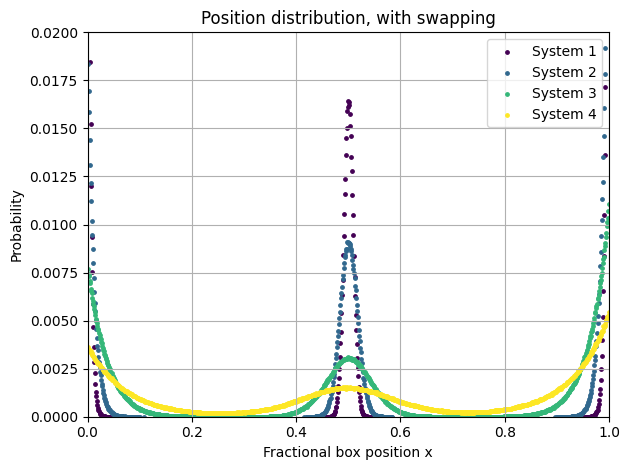 Position distribution, with swapping
Probability
0.0200
0.0175
0.0150
0.0125
0.0100
0.0075
0.0050
0.0025
0.0000
System 1
System 2
System 3
System 4
0.0 0.2 0.4 0.6 0.8 1.0
Fractional box position x